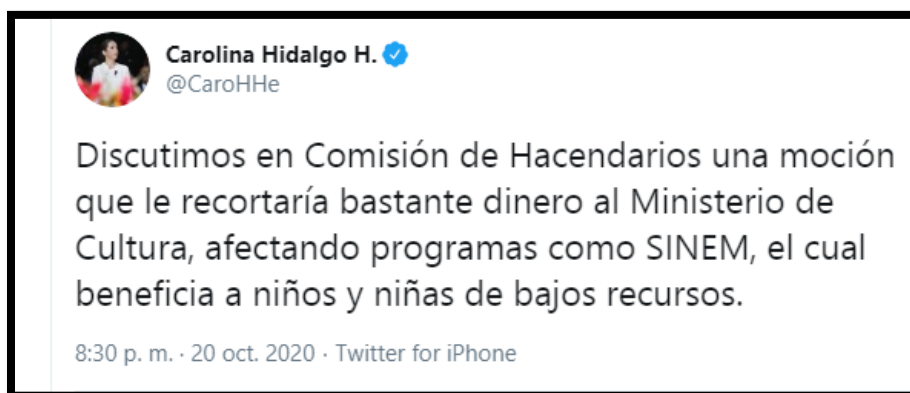 Carolina Hidalgo H.
@CaroHHe
Discutimos en Comisión de Hacendarios una moción
que le recortaría bastante dinero al Ministerio de
Cultura, afectando programas como SINEM, el cual
beneficia a niños y niñas de bajos recursos.
8:30 p. m. · 20 oct. 2020 · Twitter for iPhone